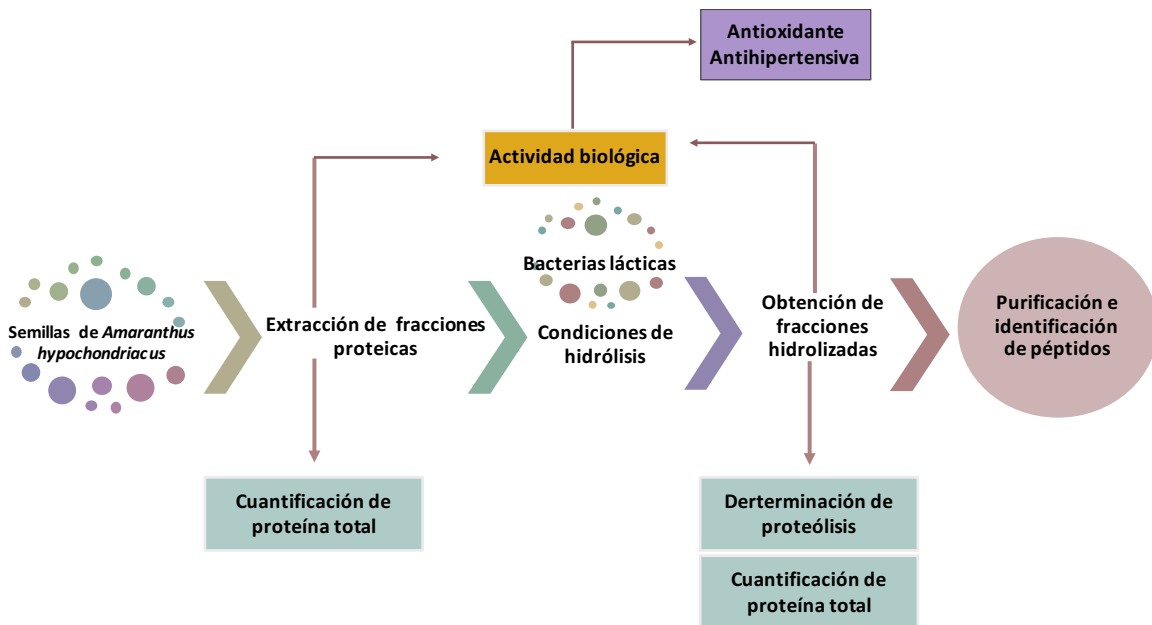 Antioxidante
Antihipertensiva
Actividad biológica
Semillas de Amaranthus
hypochondriacus
Extracción de fracciones
proteicas
Bacterias lácticas
Condiciones de
hidrólisis
Obtención de
fracciones
hidrolizadas
Purificación e
identificación
de péptidos
Cuantificación de
proteína total
Derterminación de
proteólisis
Cuantificación de
proteína total